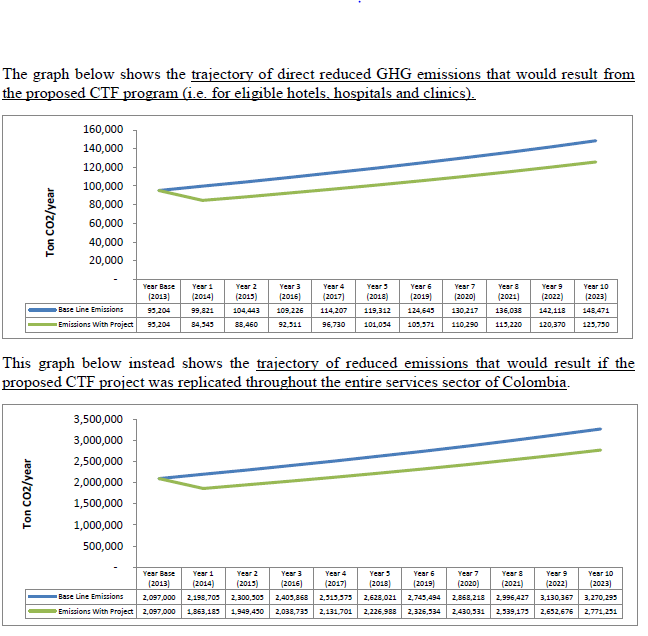 The graph below shows the trajectory of direct reduced GHG emissions that would result from
the proposed CTF program (i.e. for eligible hotels, hospitals and clinics).
160,000
140,000
120,000
100,000
80,000
60,000
40,000
20,000
-
Ton CO2/year
Year Base (2013) Year 1 (2014) Year 2 (2015) Year 3 (2016) Year 4 (2017) Year 5 (2018) Year 6 (2019) Year 7 (2020) Year 8 (2021) Year 9 (2022) Year 10 (2023)
Base Line Emissions 95,204 99,821 104,443 109,226 114,207 119,312 124,645 130,217 136,038 142,118 148,471
Emissions With Project 95,204 84,545 88,460 92,511 96,730 101,054 105,571 110,290 115,220 120,370 125,750
This graph below instead shows the trajectory of reduced emissions that would result if the
proposed CTF project was replicated throughout the entire services sector of Colombia.
3,500,000
3,000,000
2,500,000
2,000,000
1,500,000
1,000,000
500,000
-
Ton CO2/year
Year Base (2013) Year 1 (2014) Year 2 (2015) Year 3 (2016) Year 4 (2017) Year 5 (2018) Year 6 (2019) Year 7 (2020) Year 8 (2021) Year 9 (2022) Year 10 (2023)
Base Line Emissions 2,097,000 2,198,705 2,300,505 2,405,868 2,515,575 2,628,021 2,745,494 2,868,218 2,996,427 3,130,367 3,270,295
Emissions With Project 2,097,000 1,863,185 1,949,450 2,038,735 2,131,701 2,226,988 2,326,534 2,430,531 2,539,175 2,652,676 2,771,251